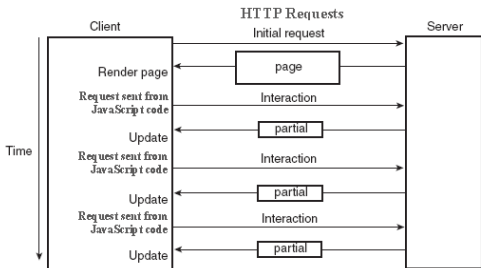 HTTP Requests
Client
Initial request
Server
Render page
page
Request sent from
JavaScript code
Interaction
Update
partial
Time
Request sent from
JavaScript code
Interaction
Update
partial
Request sent from
JavaScript code
Interaction
Update
partial